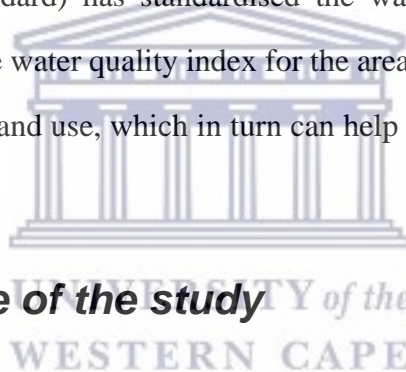 dard) has standardised the wa
water quality index for the area
and use, which in turn can help
e of the study
UNIVERSITY of the
WESTERN CAPE